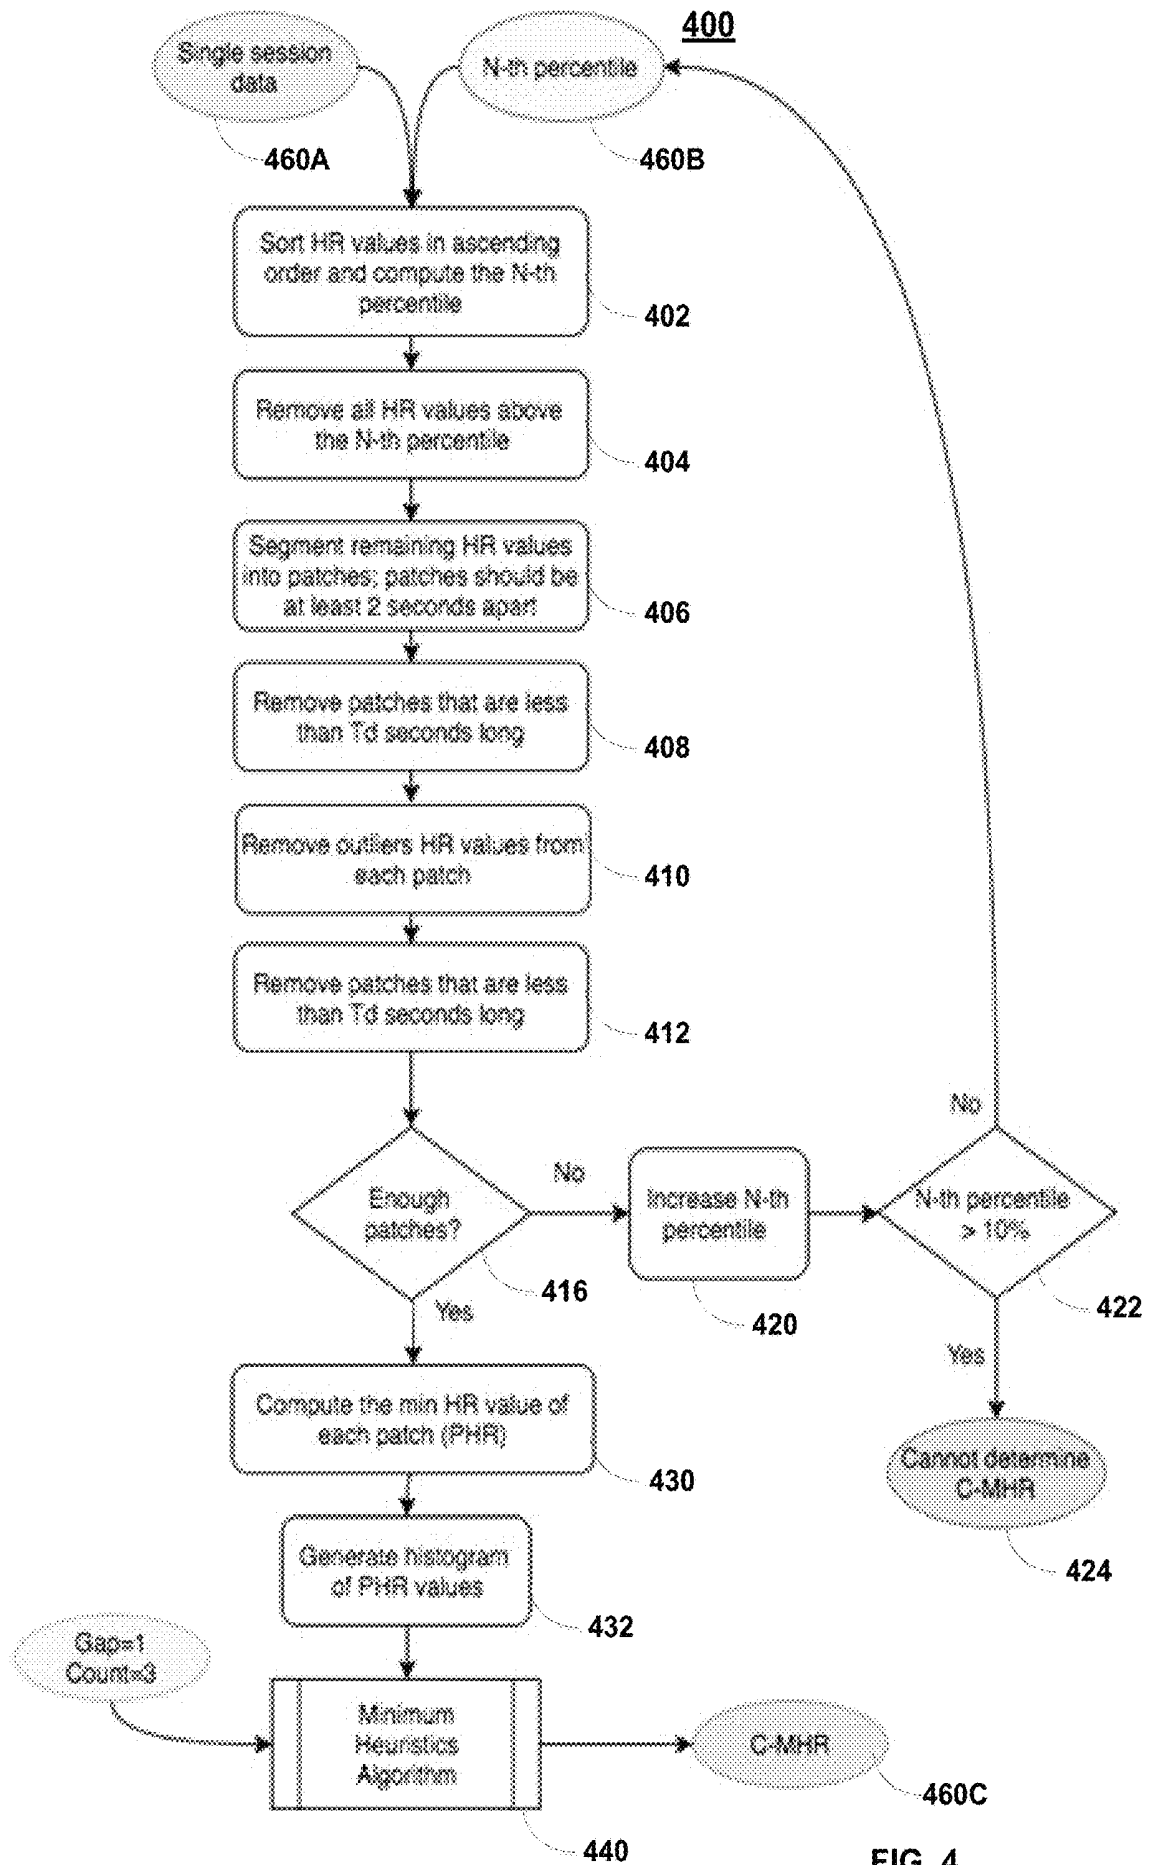 400
Single session
data
460A
N-th percentile
460B
Sort HR values in ascending
order and compute the N-th
percentile
402
Remove all HR values above
the N-th percentile
404
Segment remaining HR values
into patches; patches should be
at least 2 seconds apart
406
Remove patches that are less
than Td seconds long
408
Remove outliers HR values from
each patch
410
Remove patches that are less
than Td seconds long
412
Enough
patches?
416
No
Increase N-th
percentile
420
N-th percentile
> 10%
422
No
Yes
Cannot determine
C-MHR
424
Yes
Compute the min HR value of
each patch (PHR)
430
Generate histogram
of PHR values
432
Gap=1
Count=3
Minimum
Heuristics
Algorithm
440
C-MHR
460C
FIG. 4